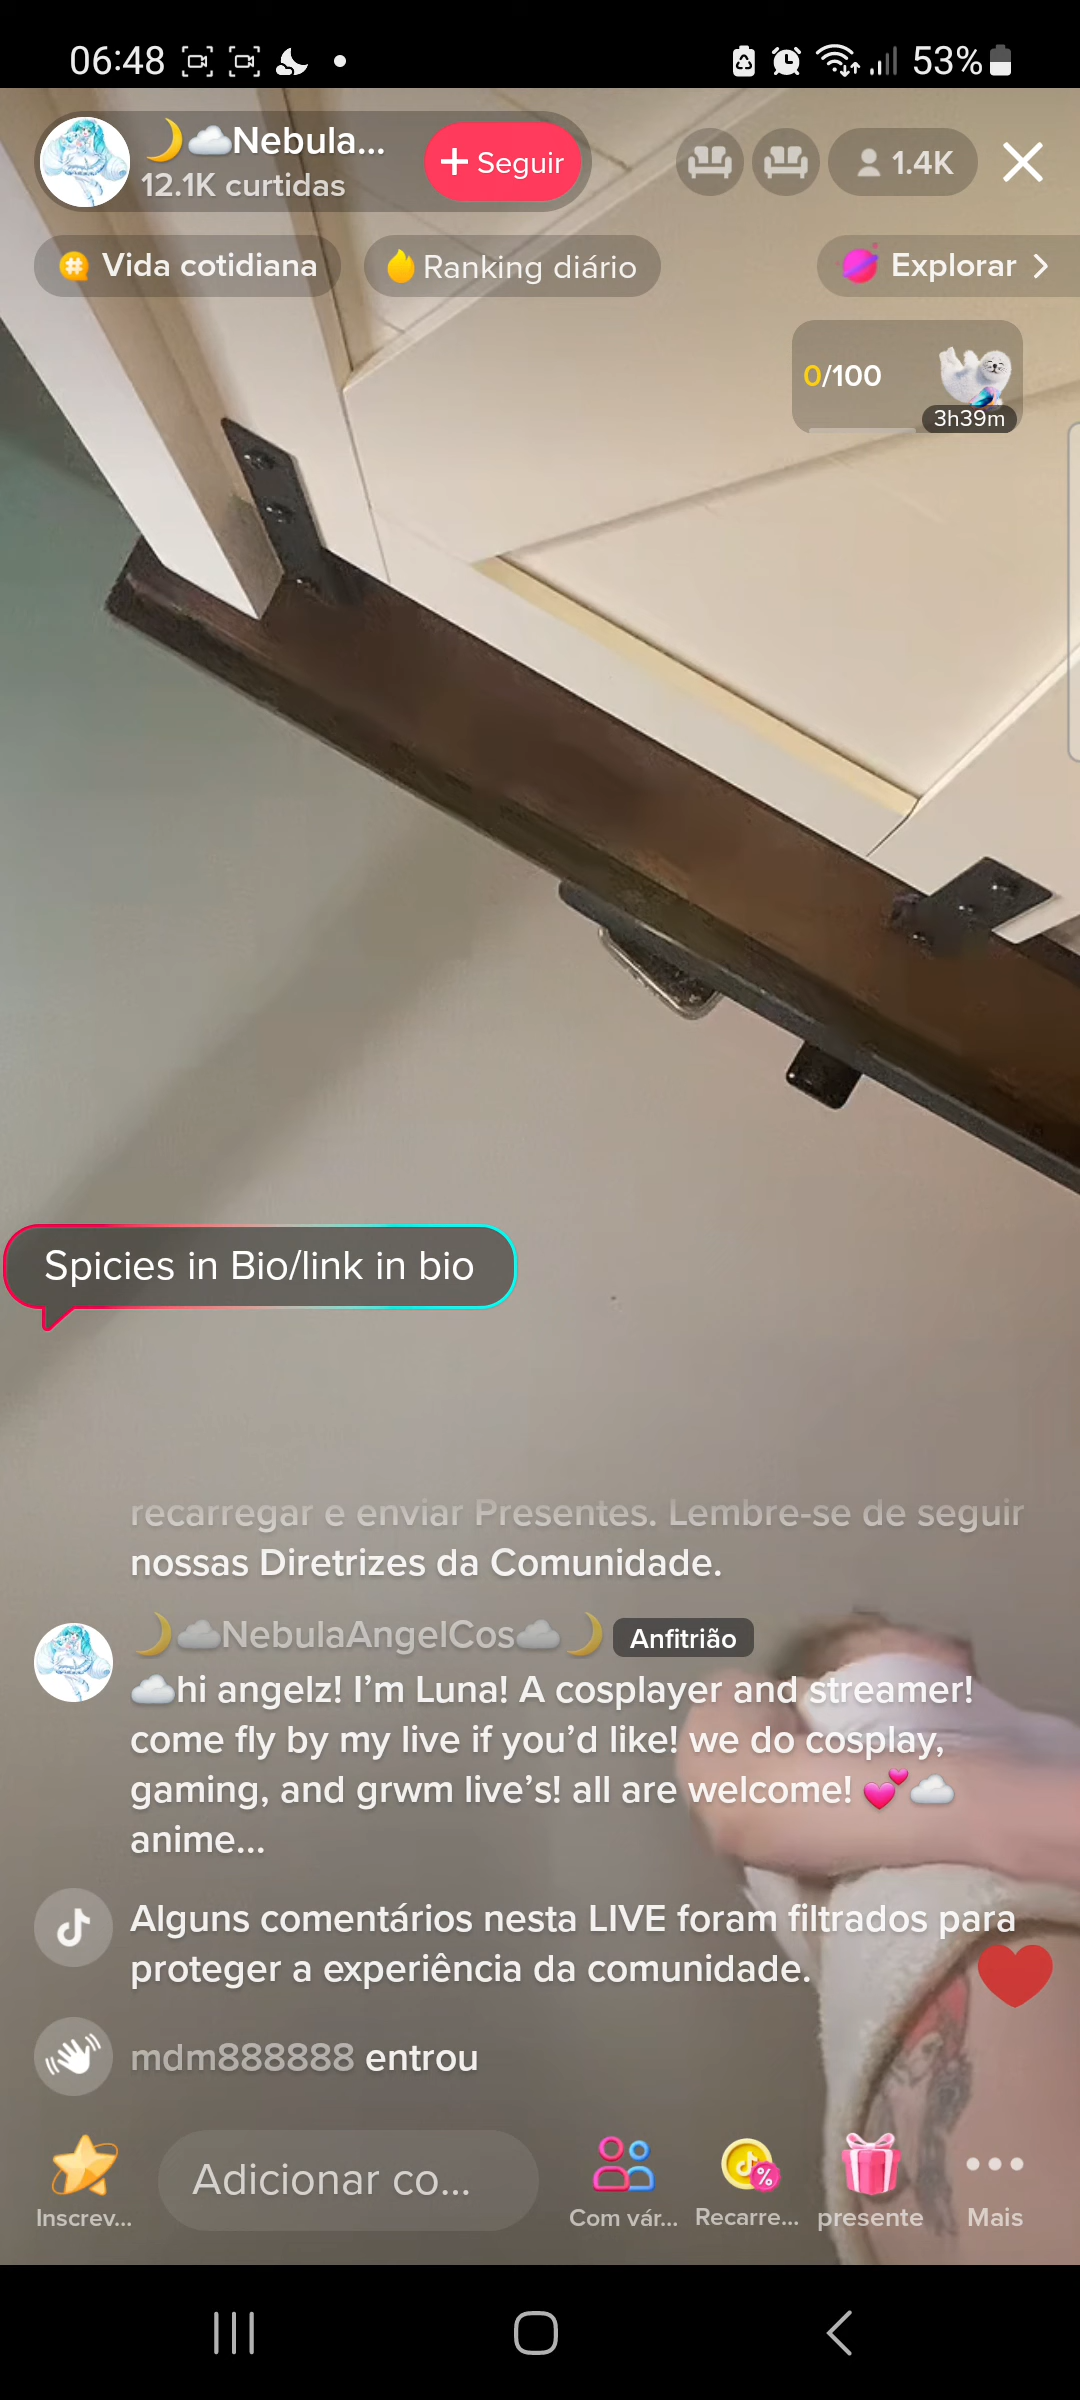 06:48
53%
🌙☁️Nebula...
12.1K curtidas
+ Seguir
1.4K
Vida cotidiana
Ranking diário
Explorar >
0/100
3h39m
Spicies in Bio/link in bio
recarregar e enviar Presentes. Lembre-se de seguir
nossas Diretrizes da Comunidade.
🌙☁️NebulaAngelCos☁️🌙 Anfitrião
☁️hi angelz! I’m Luna! A cosplayer and streamer!
come fly by my live if you’d like! we do cosplay,
gaming, and grwm live’s! all are welcome! 💕☁️
anime...
Alguns comentários nesta LIVE foram filtrados para
proteger a experiência da comunidade.
mdm888888 entrou
Adicionar co...
Inscrev...
Com vár...
Recarre...
presente
Mais